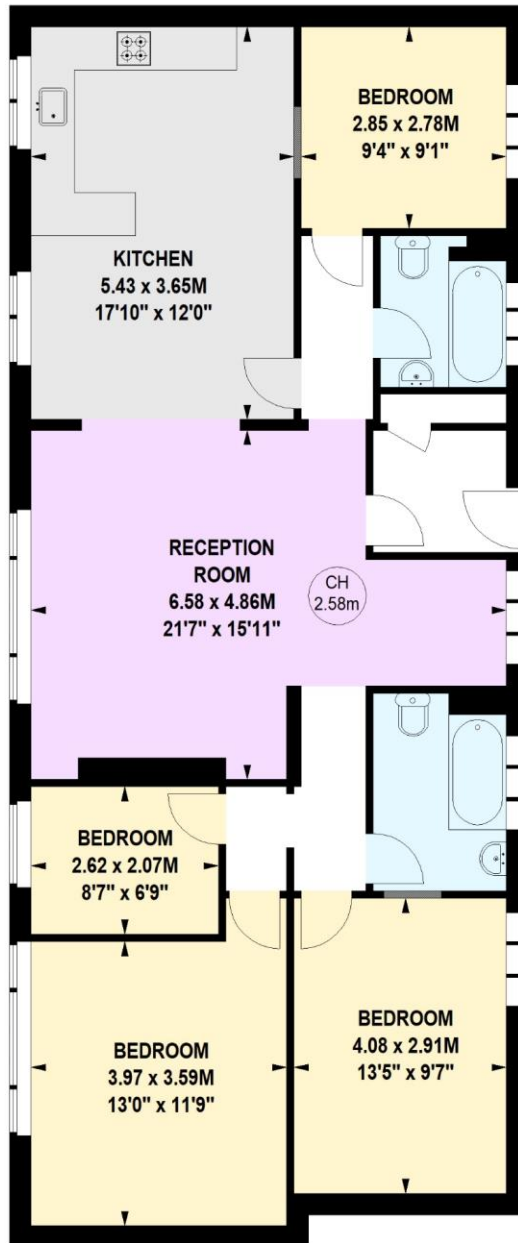 BEDROOM
2.85 x 2.78M
9'4" x 9'1"
KITCHEN
5.43 x 3.65M
17'10" x 12'0"
RECEPTION
ROOM
6.58 x 4.86M
21'7" x 15'11"
CH
2.58m
BEDROOM
2.62 x 2.07M
8'7" x 6'9"
BEDROOM
3.97 x 3.59M
13'0" x 11'9"
BEDROOM
4.08 x 2.91M
13'5" x 9'7"